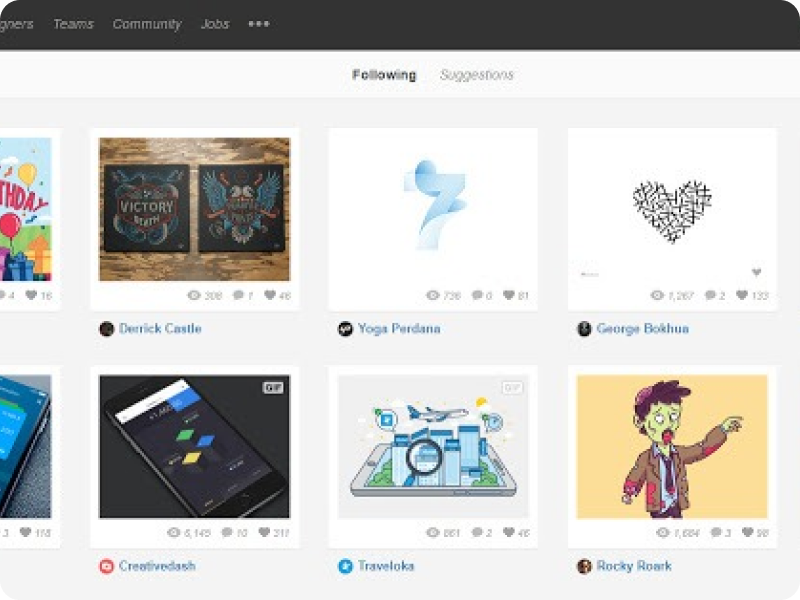 gners Teams Community Jobs •••
Following Suggestions
THDAY
VICTORY
DEATH
4 16
308 1 46
736 0 81
1,267 2 133
Derrick Castle
Yoga Perdana
George Bokhua
GIF
GIF
3 118
6,145 10 311
861 2 46
1,684 3 98
Creativedash
Traveloka
Rocky Roark